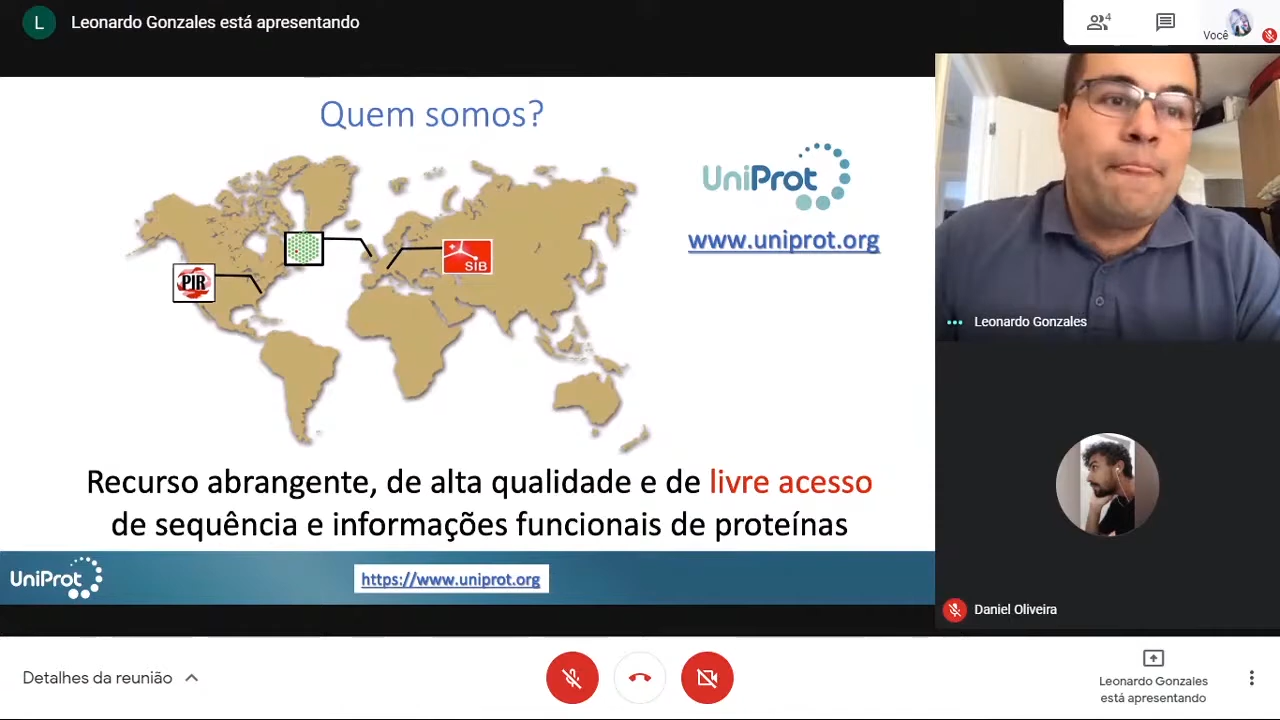 L
Leonardo Gonzales está apresentando
4
Você
Quem somos?
UniProt
www.uniprot.org
PIR
SIB
Leonardo Gonzales
Recurso abrangente, de alta qualidade e de livre acesso
de sequência e informações funcionais de proteínas
UniProt
https://www.uniprot.org
Daniel Oliveira
Detalhes da reunião
Leonardo Gonzales
está apresentando